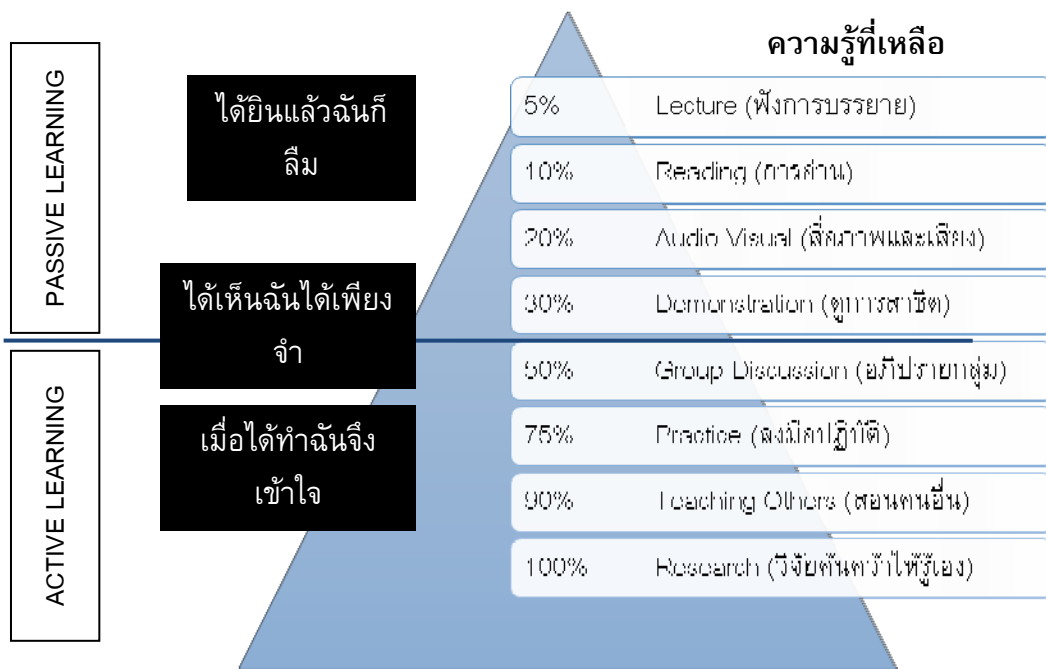 ความรู้ที่เหลือ
PASSIVE LEARNING
ได้ยินแล้วฉันก็
ลืม
5% Lecture (ฟังการบรรยาย)
10% Reading (การอ่าน)
20% Audio Visual (สื่อภาพและเสียง)
ได้เห็นฉันได้เพียง
จำ
30% Demonstration (ดูการสาธิต)
ACTIVE LEARNING
50% Group Discussion (อภิปรายกลุ่ม)
เมื่อได้ทำฉันจึง
เข้าใจ
75% Practice (ลงมือปฏิบัติ)
90% Teaching Others (สอนคนอื่น)
100% Research (วิจัยค้นคว้าให้รู้เอง)